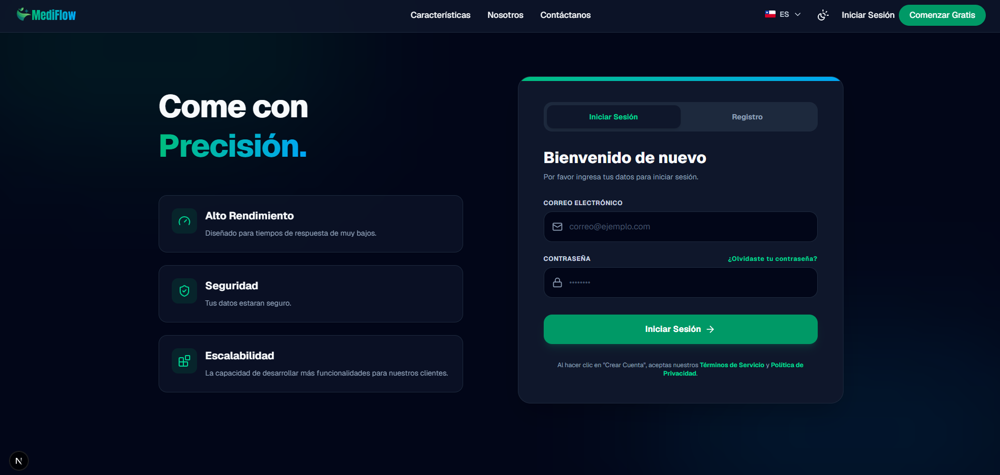 MediFlow
Características
Nosotros
Contáctanos
ES
Iniciar Sesión
Comenzar Gratis
Come con
Precisión.
Alto Rendimiento
Diseñado para tiempos de respuesta de muy bajos.
Seguridad
Tus datos estaran seguro.
Escalabilidad
La capacidad de desarrollar más funcionalidades para nuestros clientes.
Iniciar Sesión
Registro
Bienvenido de nuevo
Por favor ingresa tus datos para iniciar sesión.
CORREO ELECTRÓNICO
correo@ejemplo.com
CONTRASEÑA
¿Olvidaste tu contraseña?
••••••••
Iniciar Sesión →
Al hacer clic en "Crear Cuenta", aceptas nuestros Términos de Servicio y Política de
Privacidad.
N